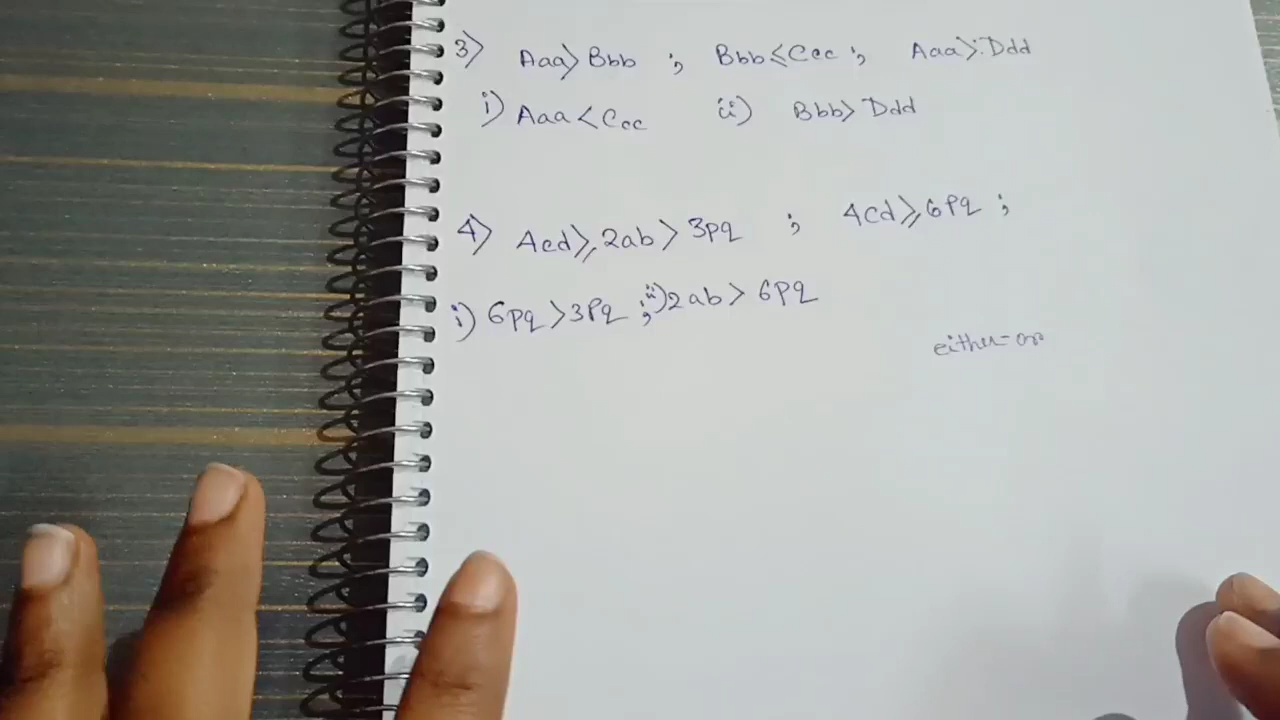 3) Aaa>Bbb ; Bbb≤Ccc ; Aaa>Ddd
i) Aaa<Ccc ii) Bbb>Ddd
4) 4cd≥2ab>3pq ; 4cd≥6pq ;
i) 6pq>3pq ; ii) 2ab>6pq
either-or